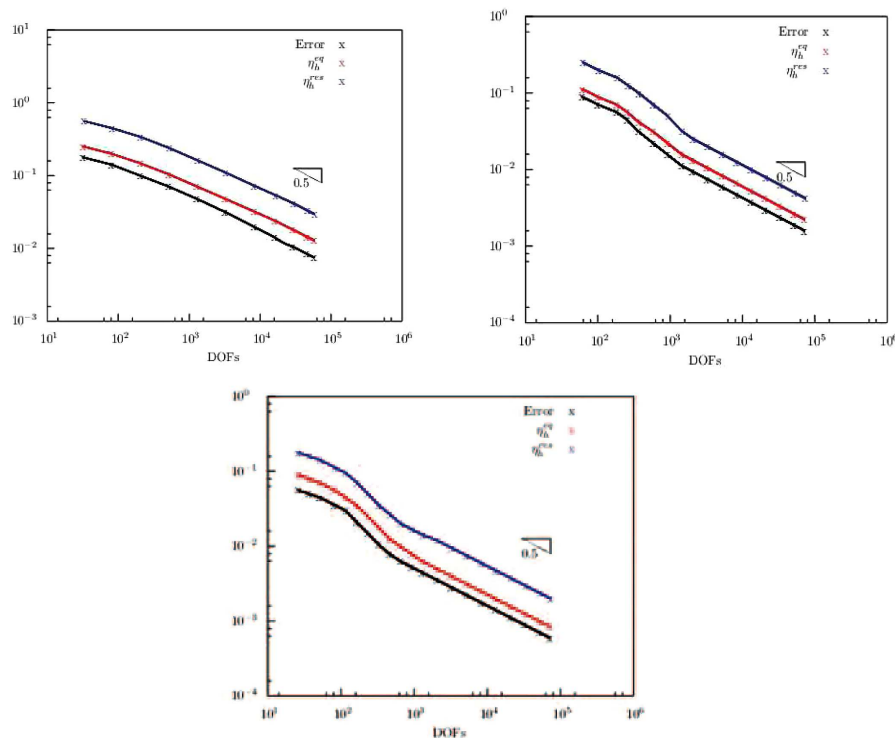 10^1
Error x
η_h^{eq} x
η_h^{res} x
10^0
10^{-1}
0.5
10^{-2}
10^{-3}
10^1 10^2 10^3 10^4 10^5 10^6
DOFs
10^0
Error x
η_h^{eq} x
η_h^{res} x
10^{-1}
0.5
10^{-2}
10^{-3}
10^{-4}
10^1 10^2 10^3 10^4 10^5 10^6
DOFs
10^0
Error x
η_h^{eq} x
η_h^{res} x
10^{-1}
10^{-2}
0.5
10^{-3}
10^{-4}
10^1 10^2 10^3 10^4 10^5 10^6
DOFs